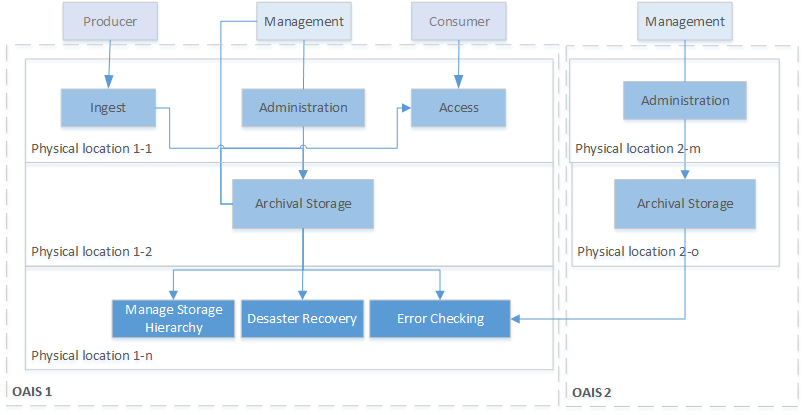 Producer
Management
Consumer
Management
Ingest
Administration
Access
Administration
Physical location 1-1
Physical location 2-m
Archival Storage
Archival Storage
Physical location 1-2
Physical location 2-o
Manage Storage
Hierarchy
Desaster Recovery
Error Checking
Physical location 1-n
OAIS 1
OAIS 2